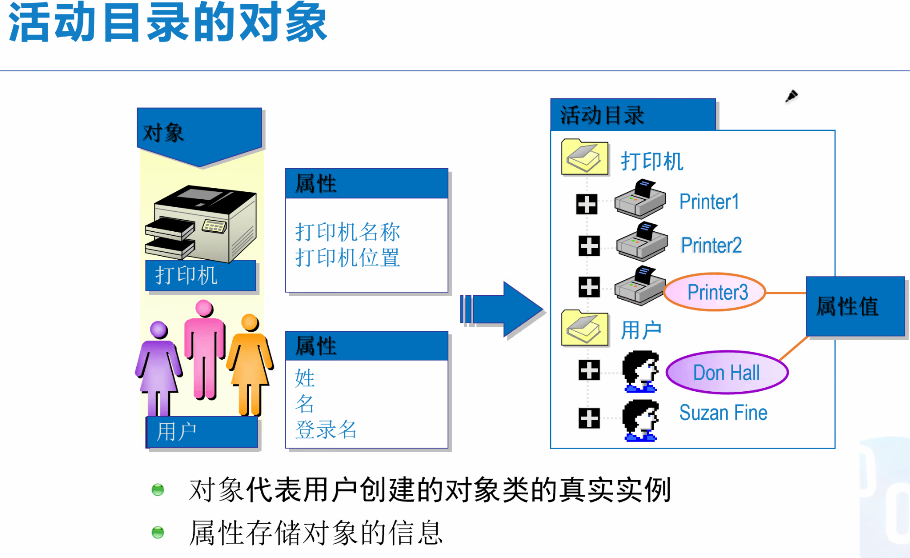 活动目录的对象
对象
打印机
用户
属性
打印机名称
打印机位置
属性
姓
名
登录名
活动目录
打印机
Printer1
Printer2
Printer3
用户
Don Hall
Suzan Fine
属性值
对象代表用户创建的对象类的真实实例
属性存储对象的信息